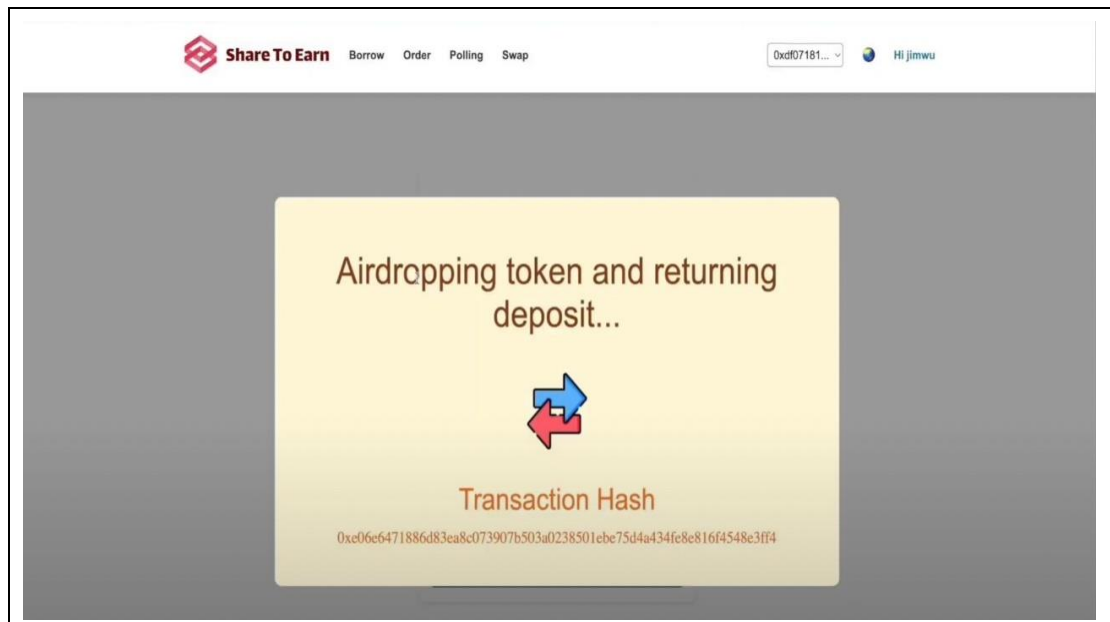 Share To Earn Borrow Order Polling Swap 0xdf07181... Hi jimwu
Airdropping token and returning
deposit...
Transaction Hash
0xe06e6471886d83ea8c073907b503a0238501ebe75d4a434fe8e816f4548e3ff4